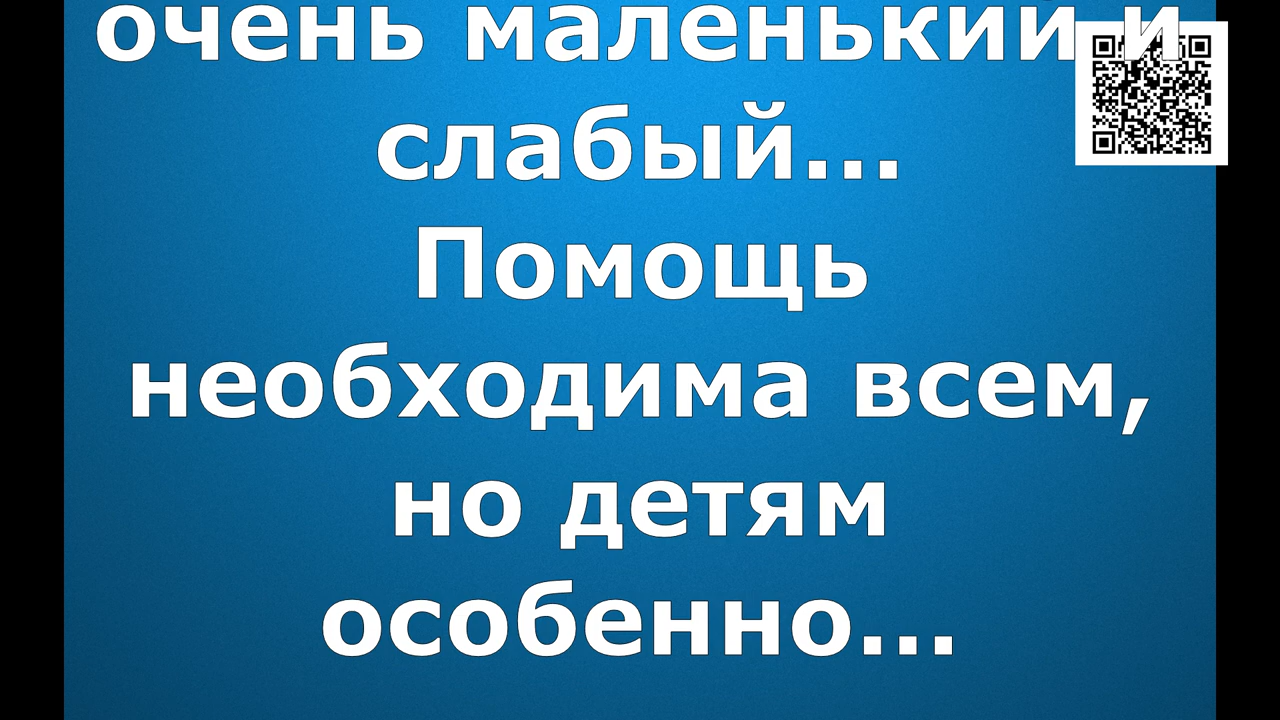 очень маленький и
слабый...
Помощь
необходима всем,
но детям
особенно...